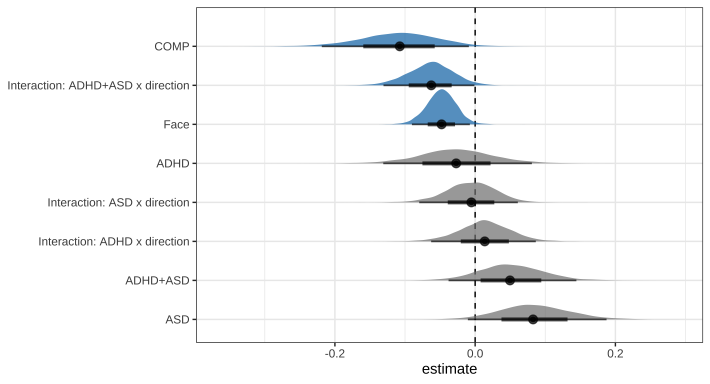 COMP
Interaction: ADHD+ASD x direction
Face
ADHD
Interaction: ASD x direction
Interaction: ADHD x direction
ADHD+ASD
ASD
-0.2 0.0 0.2
estimate